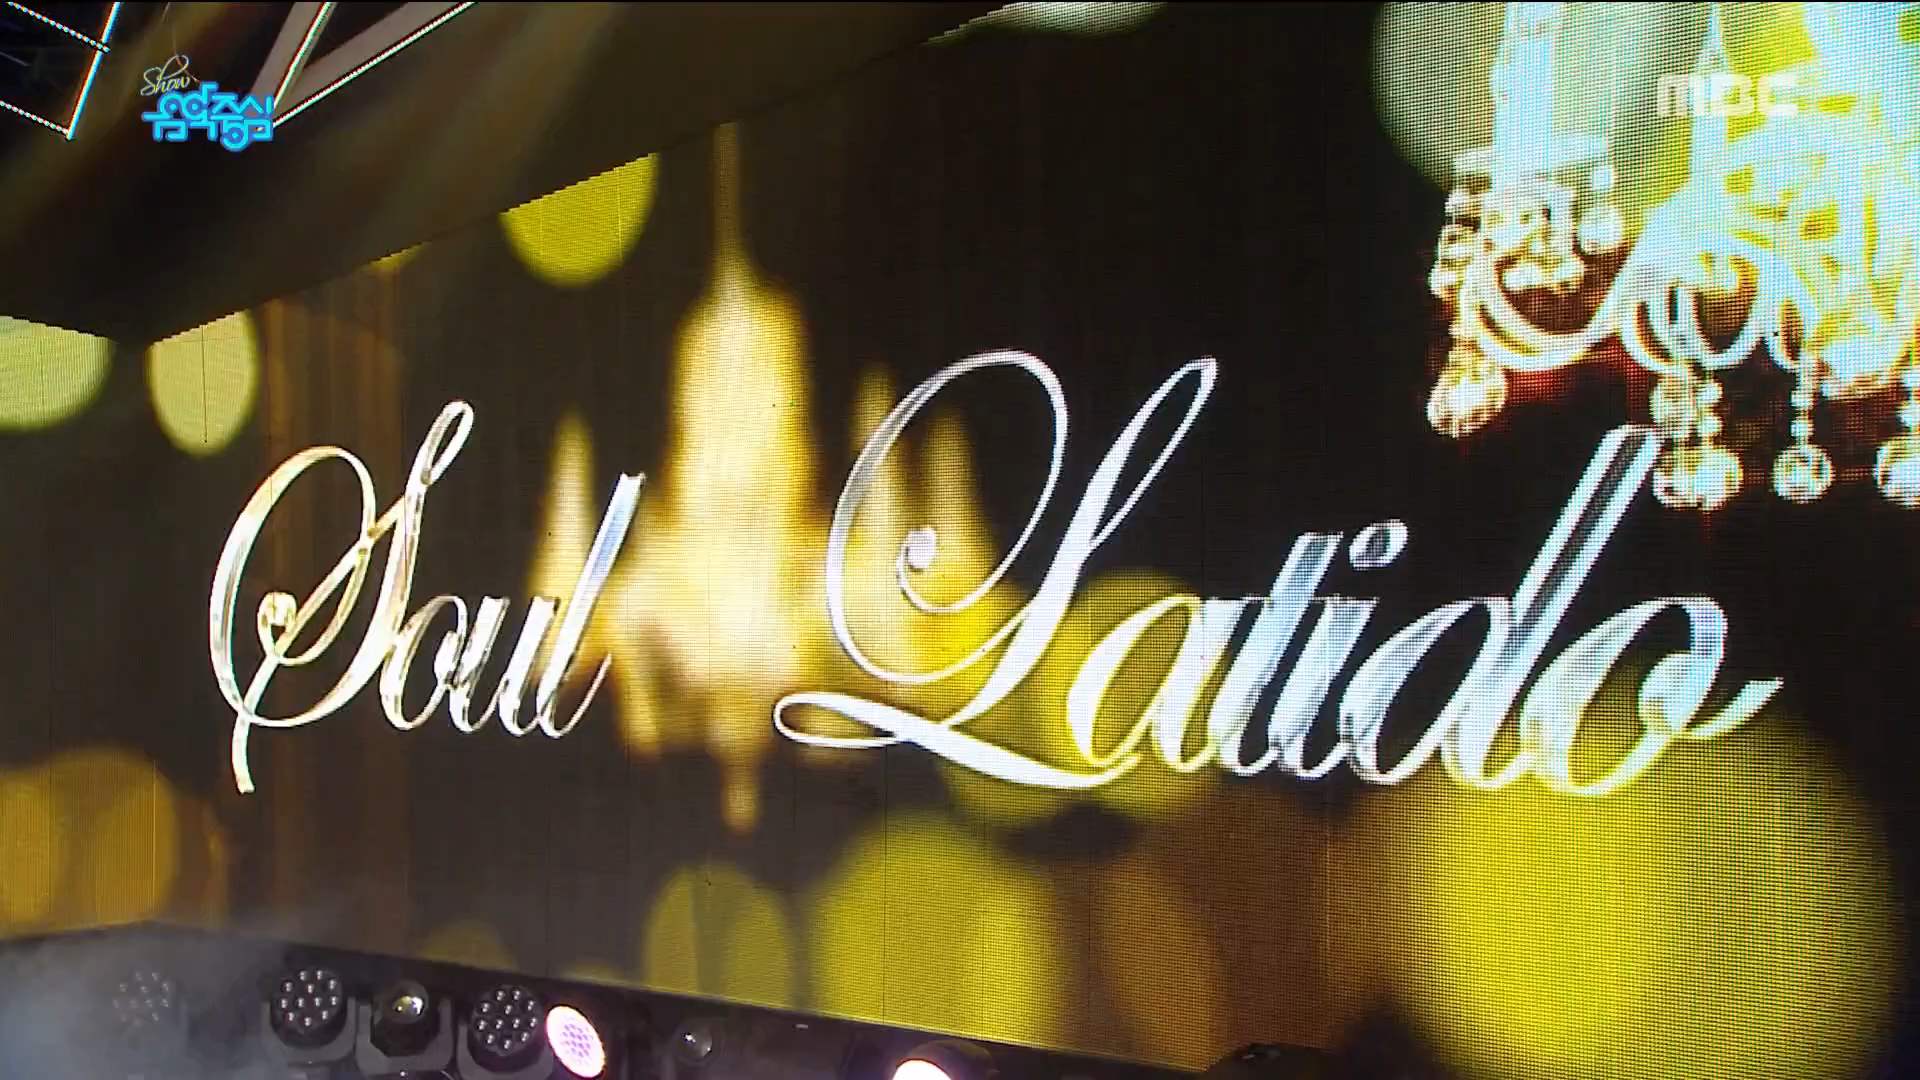 Show
음악중심
MBC
Soul Latido